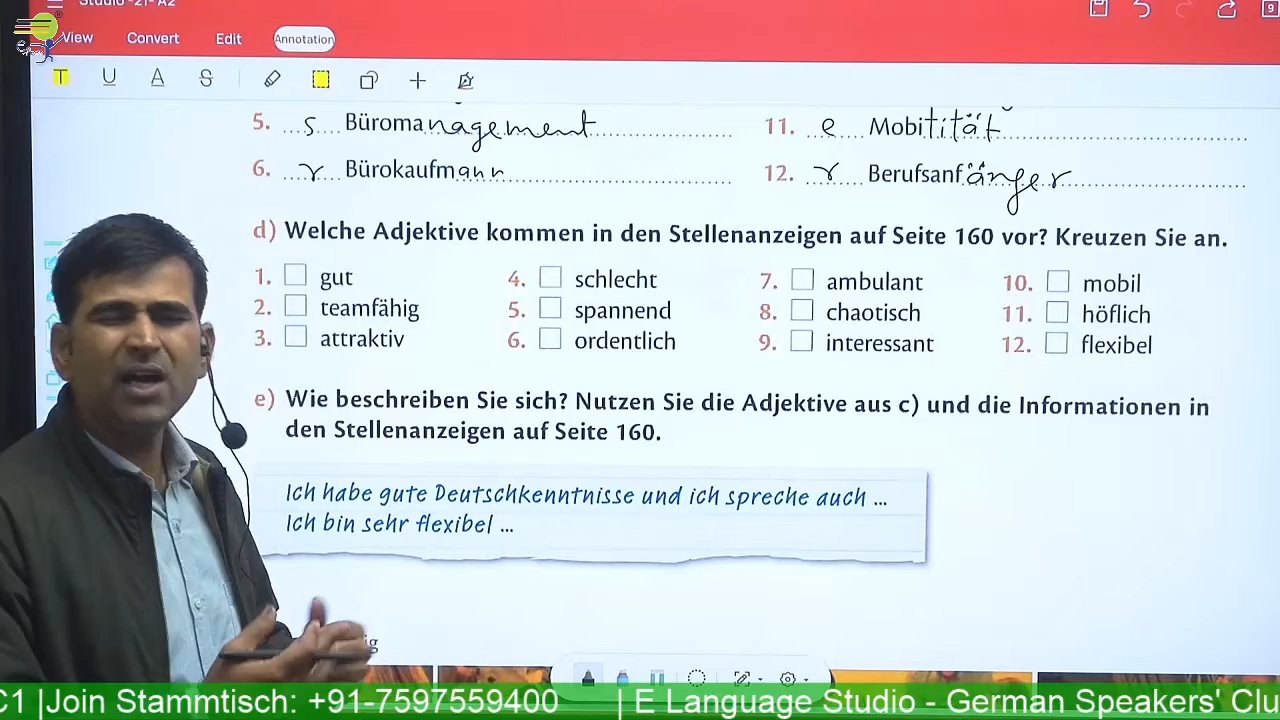 Studio -21- A2
View Convert Edit Annotation
T U A S
9
5. s Büromanagement
11. e Mobitität
6. r Bürokaufmann
12. r Berufsanfänger
d) Welche Adjektive kommen in den Stellenanzeigen auf Seite 160 vor? Kreuzen Sie an.
1. gut
4. schlecht
7. ambulant
10. mobil
2. teamfähig
5. spannend
8. chaotisch
11. höflich
3. attraktiv
6. ordentlich
9. interessant
12. flexibel
e) Wie beschreiben Sie sich? Nutzen Sie die Adjektive aus c) und die Informationen in
den Stellenanzeigen auf Seite 160.
Ich habe gute Deutschkenntnisse und ich spreche auch ...
Ich bin sehr flexibel ...
ig
C1 |Join Stammtisch: +91-7597559400 | E Language Studio - German Speakers' Clu